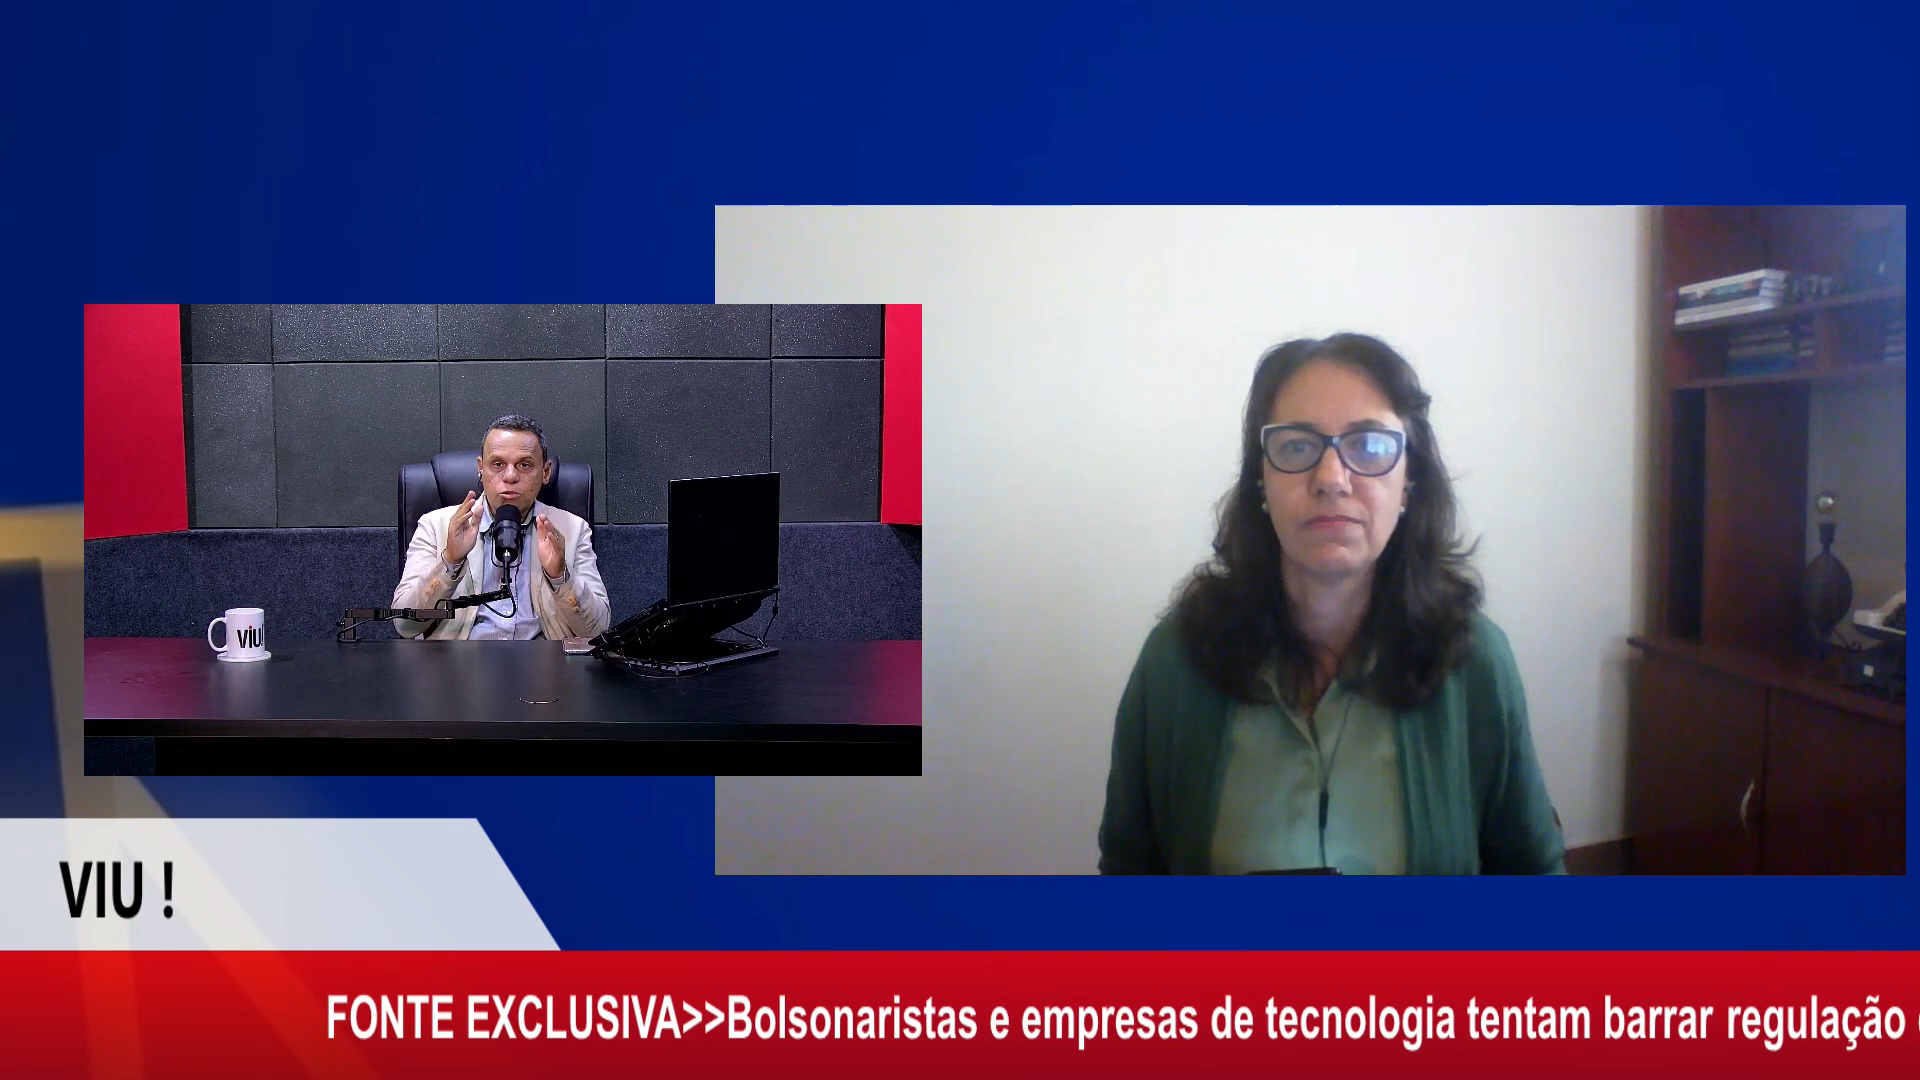 VIU
VIU !
FONTE EXCLUSIVA>>Bolsonaristas e empresas de tecnologia tentam barrar regulação